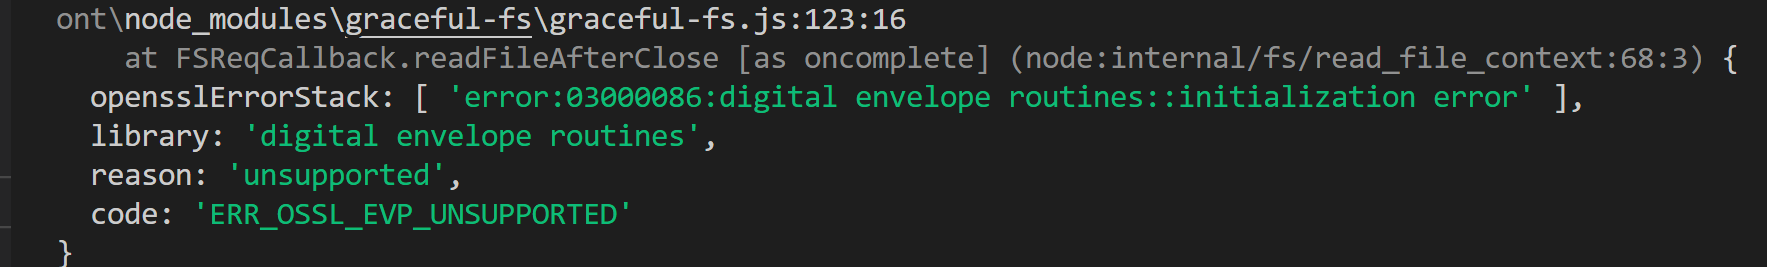 ont\node_modules\graceful-fs\graceful-fs.js:123:16
at FSReqCallback.readFileAfterClose [as oncomplete] (node:internal/fs/read_file_context:68:3) {
opensslErrorStack: [ 'error:03000086:digital envelope routines::initialization error' ],
library: 'digital envelope routines',
reason: 'unsupported',
code: 'ERR_OSSL_EVP_UNSUPPORTED'
}